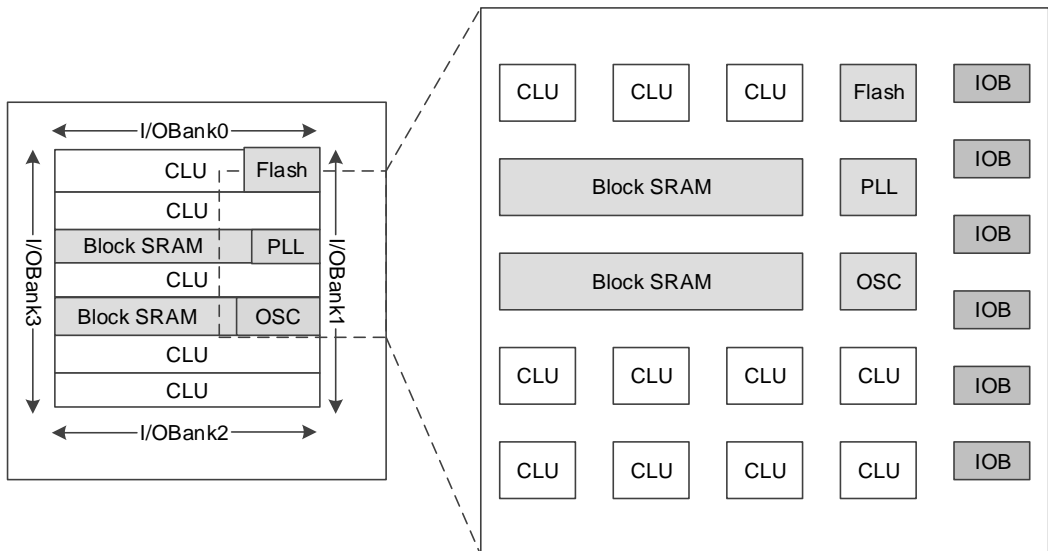 I/OBank0
CLU
Flash
CLU
Block SRAM
PLL
CLU
Block SRAM
OSC
CLU
CLU
I/OBank3
I/OBank1
I/OBank2
CLU
CLU
CLU
Flash
IOB
Block SRAM
PLL
IOB
IOB
Block SRAM
OSC
IOB
CLU
CLU
CLU
CLU
IOB
CLU
CLU
CLU
CLU
IOB